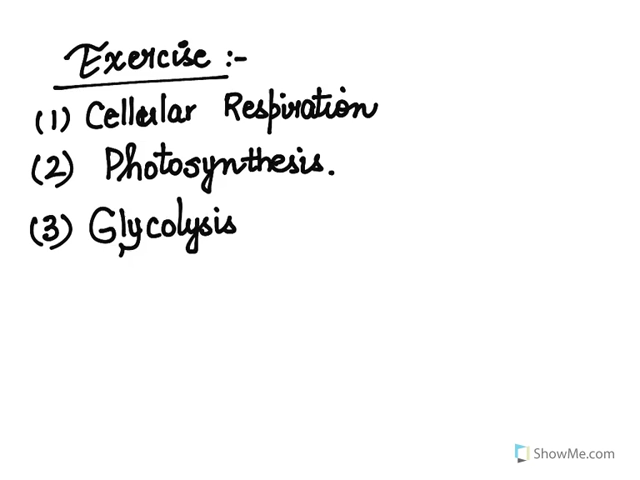 Exercise :-
(1) Cellular Respiration
(2) Photosynthesis.
(3) Glycolysis
ShowMe.com